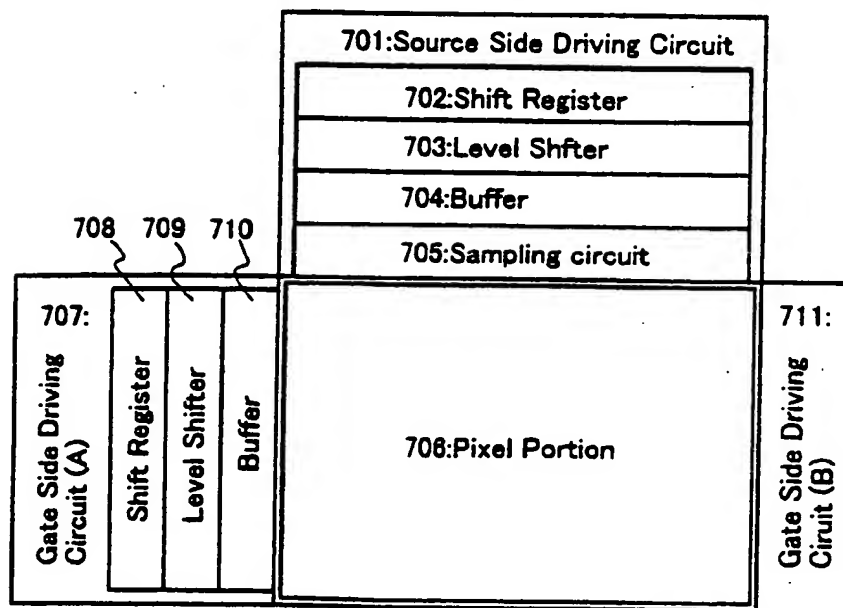 701:Source Side Driving Circuit
702:Shift Register
703:Level Shfter
704:Buffer
705:Sampling circuit
708 709 710
707:
Gate Side Driving
Circuit (A)
Shift Register
Level Shifter
Buffer
706:Pixel Portion
711:
Gate Side Driving
Ciruit (B)